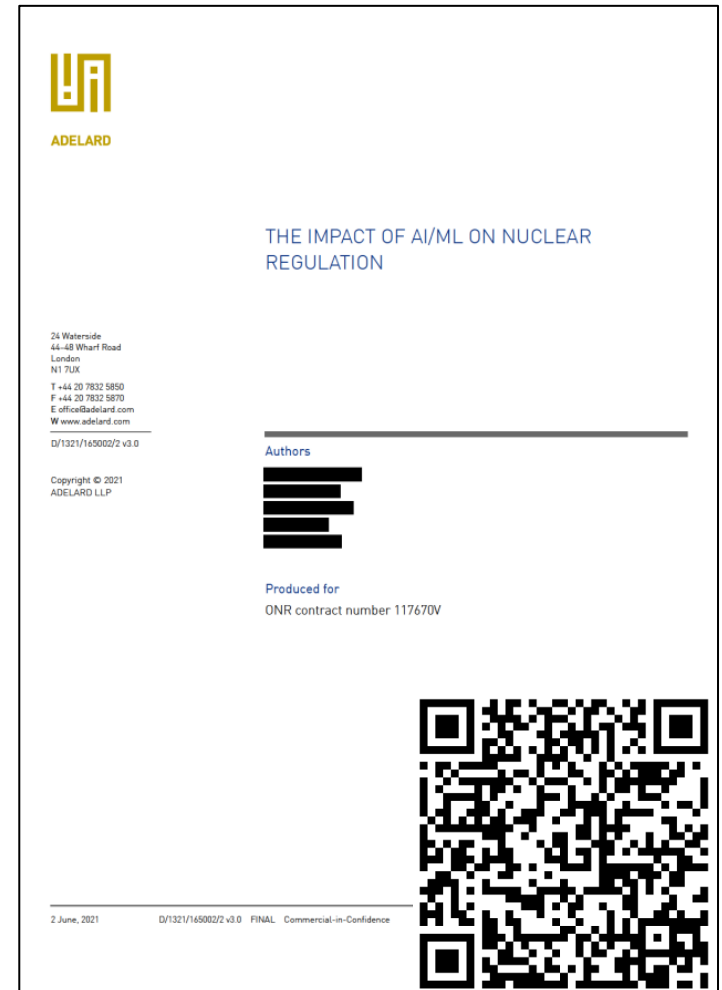 ADELARD
THE IMPACT OF AI/ML ON NUCLEAR
REGULATION
24 Waterside
44-48 Wharf Road
London
N1 7UX
T +44 20 7832 5850
F +44 20 7832 5870
E office@adelard.com
W www.adelard.com
D/1321/165002/2 v3.0
Copyright © 2021
ADELARD LLP
Authors
Produced for
ONR contract number 117670V
2 June, 2021 D/1321/165002/2 v3.0 FINAL Commercial-in-Confidence